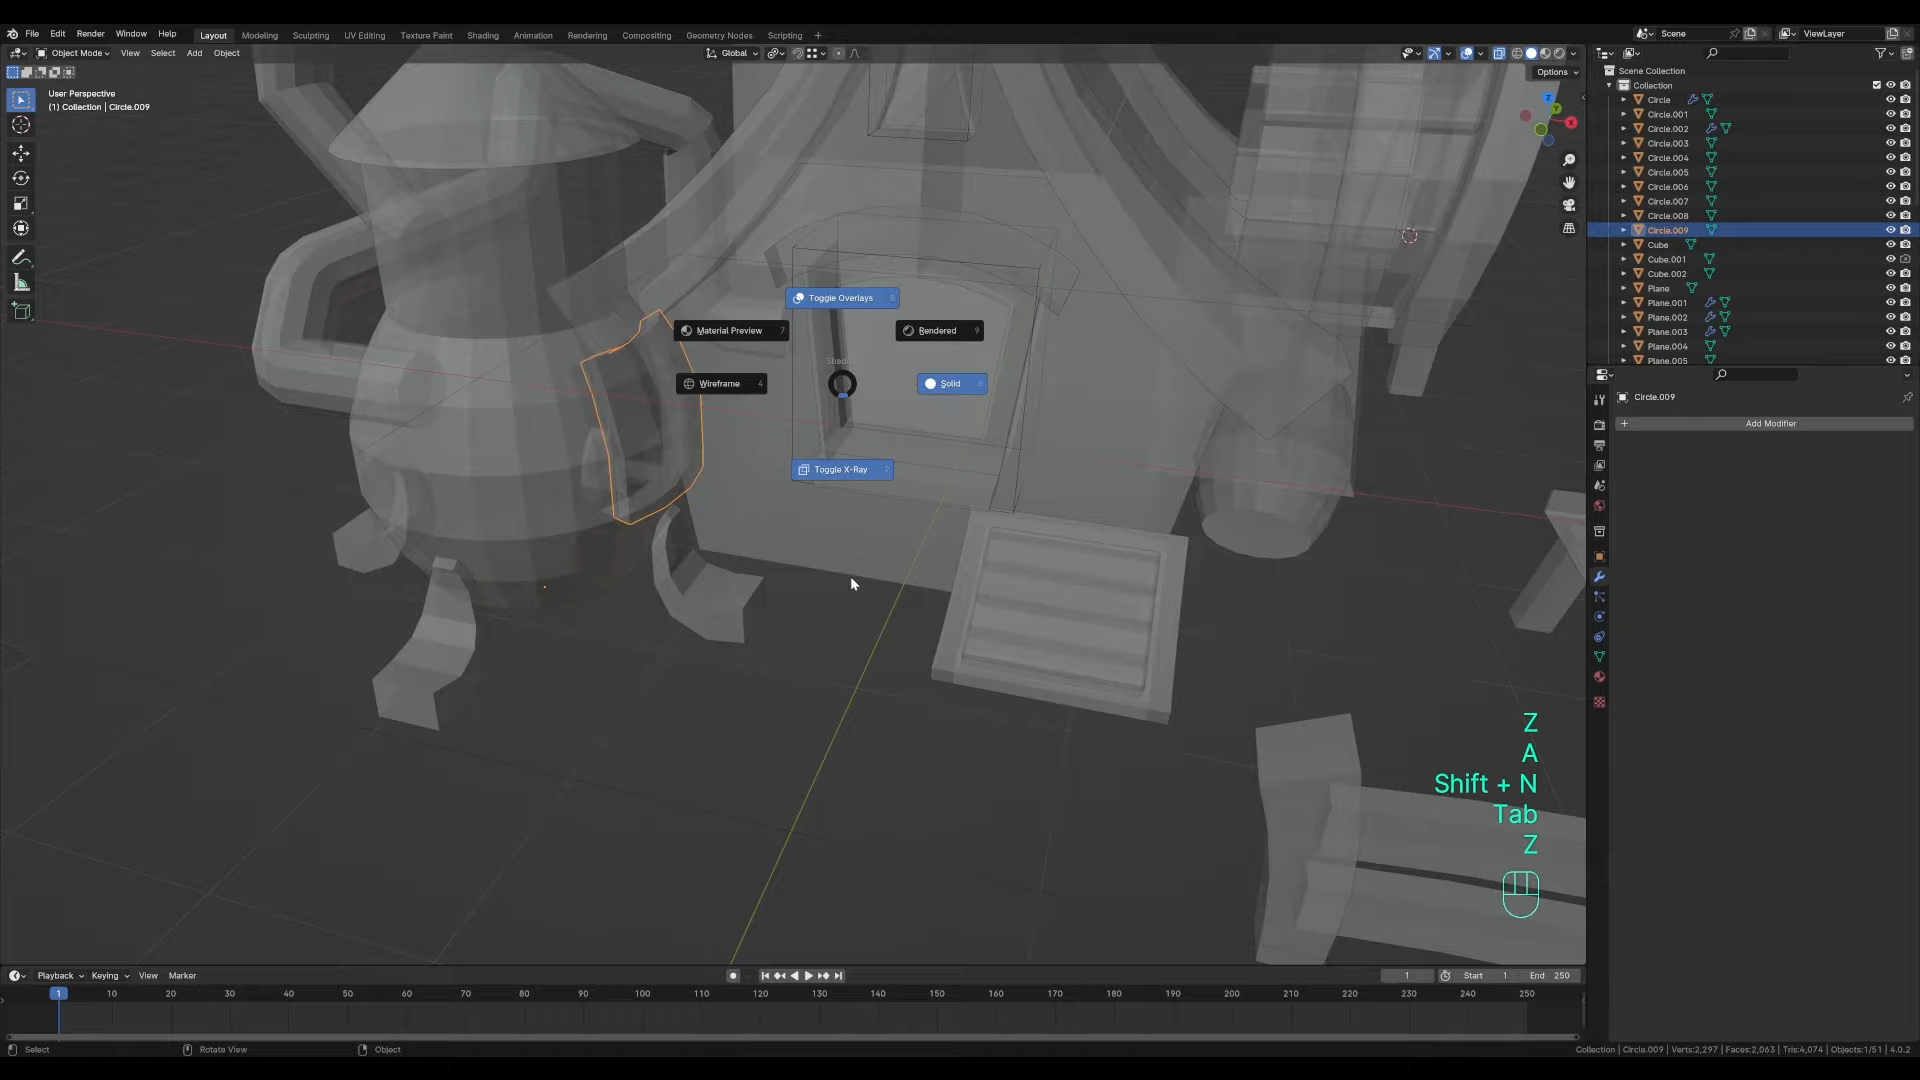 File Edit Render Window Help Layout Modeling Sculpting UV Editing Texture Paint Shading Animation Rendering Compositing Geometry Nodes Scripting + Scene ViewLayer
Object Mode View Select Add Object Global
Options
User Perspective
(1) Collection | Circle.009
Z
Y
X
Toggle Overlays 8
Material Preview 7
Rendered 9
Wireframe 4
Solid 6
Toggle X-Ray 2
Z
A
Shift + N
Tab
Z
Scene Collection
Collection
Circle
Circle.001
Circle.002
Circle.003
Circle.004
Circle.005
Circle.006
Circle.007
Circle.008
Circle.009
Cube
Cube.001
Cube.002
Plane
Plane.001
Plane.002
Plane.003
Plane.004
Plane.005
Circle.009
+ Add Modifier
Playback Keying View Marker 1 Start 1 End 250
1 10 20 30 40 50 60 70 80 90 100 110 120 130 140 150 160 170 180 190 200 210 220 230 240 250
Select Rotate View Object Collection | Circle.009 | Verts:2,297 | Faces:2,063 | Tris:4,074 | Objects:1/51 | 4.0.2